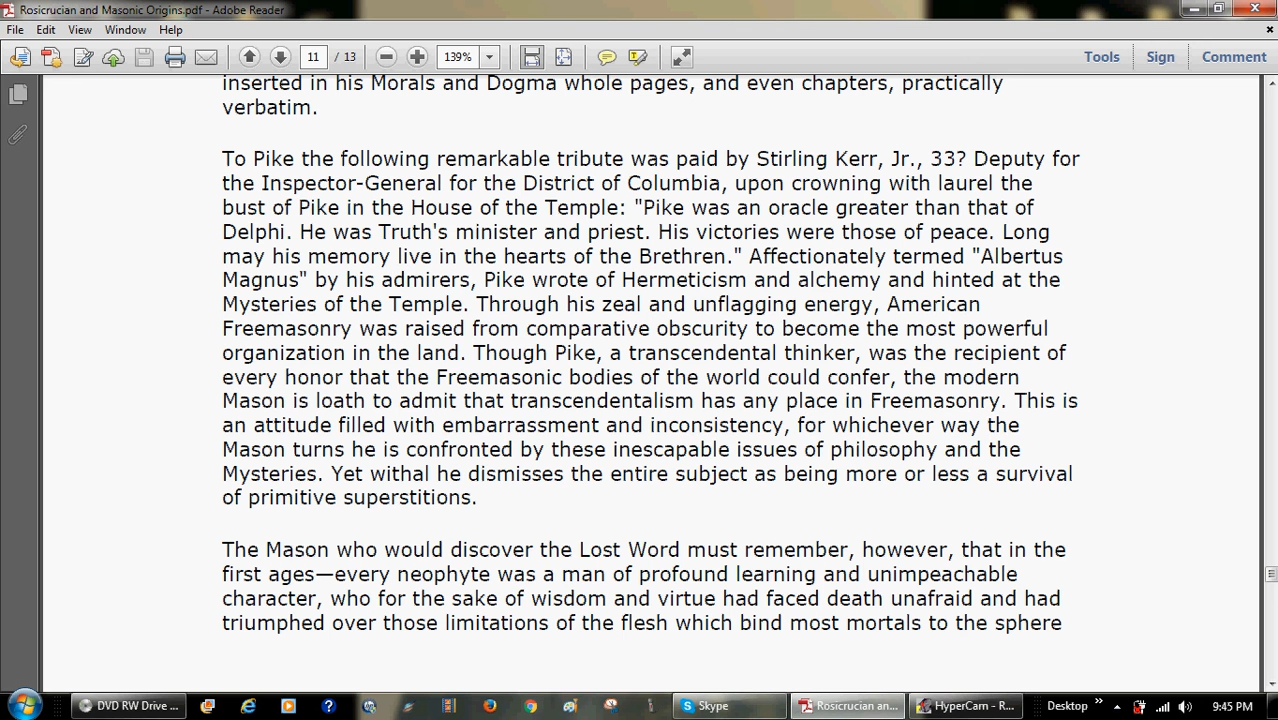 Rosicrucian and Masonic Origins.pdf - Adobe Reader
File Edit View Window Help
11 / 13 139% Tools Sign Comment
inserted in his Morals and Dogma whole pages, and even chapters, practically
verbatim.
To Pike the following remarkable tribute was paid by Stirling Kerr, Jr., 33? Deputy for
the Inspector-General for the District of Columbia, upon crowning with laurel the
bust of Pike in the House of the Temple: "Pike was an oracle greater than that of
Delphi. He was Truth's minister and priest. His victories were those of peace. Long
may his memory live in the hearts of the Brethren." Affectionately termed "Albertus
Magnus" by his admirers, Pike wrote of Hermeticism and alchemy and hinted at the
Mysteries of the Temple. Through his zeal and unflagging energy, American
Freemasonry was raised from comparative obscurity to become the most powerful
organization in the land. Though Pike, a transcendental thinker, was the recipient of
every honor that the Freemasonic bodies of the world could confer, the modern
Mason is loath to admit that transcendentalism has any place in Freemasonry. This is
an attitude filled with embarrassment and inconsistency, for whichever way the
Mason turns he is confronted by these inescapable issues of philosophy and the
Mysteries. Yet withal he dismisses the entire subject as being more or less a survival
of primitive superstitions.
The Mason who would discover the Lost Word must remember, however, that in the
first ages—every neophyte was a man of profound learning and unimpeachable
character, who for the sake of wisdom and virtue had faced death unafraid and had
triumphed over those limitations of the flesh which bind most mortals to the sphere
DVD RW Drive ... Skype Rosicrucian an... HyperCam - R... Desktop » 9:45 PM